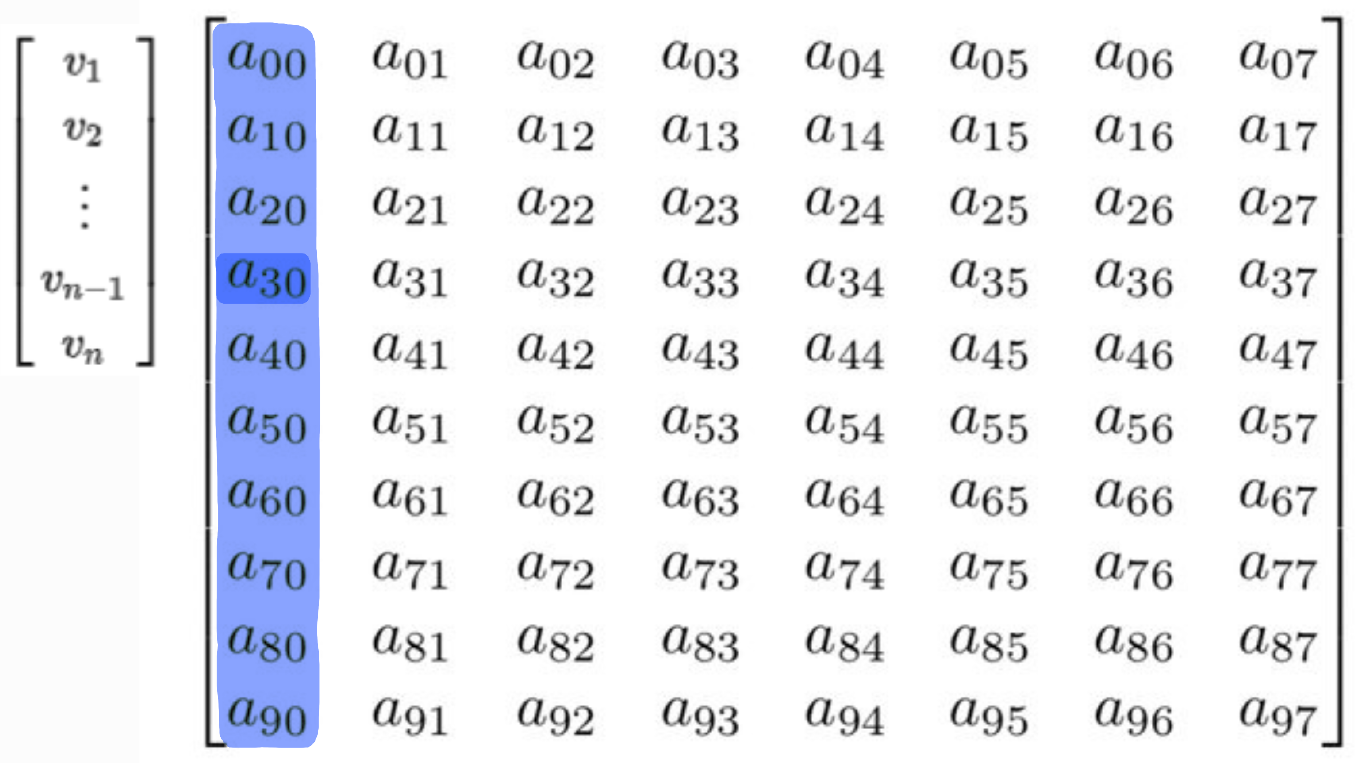 v₁
v₂
⋮
vₙ₋₁
vₙ
a₀₀ a₀₁ a₀₂ a₀₃ a₀₄ a₀₅ a₀₆ a₀₇
a₁₀ a₁₁ a₁₂ a₁₃ a₁₄ a₁₅ a₁₆ a₁₇
a₂₀ a₂₁ a₂₂ a₂₃ a₂₄ a₂₅ a₂₆ a₂₇
a₃₀ a₃₁ a₃₂ a₃₃ a₃₄ a₃₅ a₃₆ a₃₇
a₄₀ a₄₁ a₄₂ a₄₃ a₄₄ a₄₅ a₄₆ a₄₇
a₅₀ a₅₁ a₅₂ a₅₃ a₅₄ a₅₅ a₅₆ a₅₇
a₆₀ a₆₁ a₆₂ a₆₃ a₆₄ a₆₅ a₆₆ a₆₇
a₇₀ a₇₁ a₇₂ a₇₃ a₇₄ a₇₅ a₇₆ a₇₇
a₈₀ a₈₁ a₈₂ a₈₃ a₈₄ a₈₅ a₈₆ a₈₇
a₉₀ a₉₁ a₉₂ a₉₃ a₉₄ a₉₅ a₉₆ a₉₇